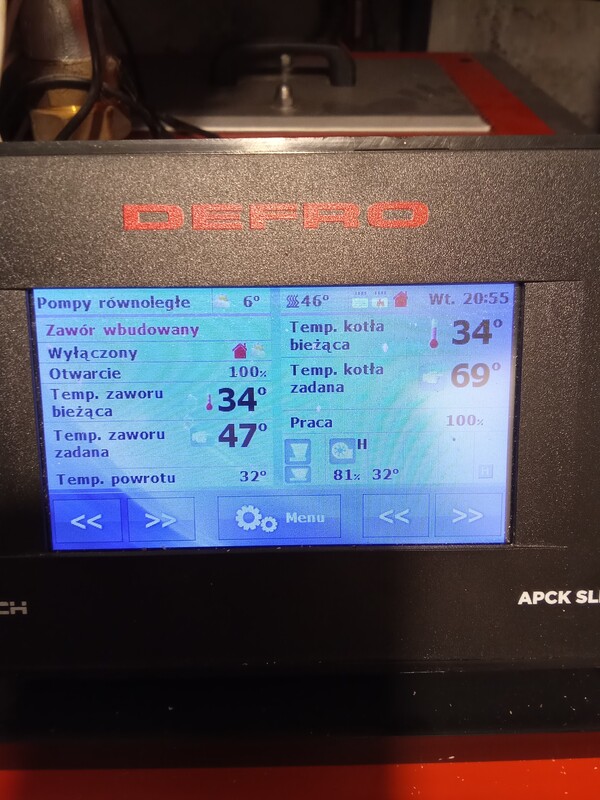 DEFRO
Pompy równoległe 6° 46° Wt. 20:55
Zawór wbudowany
Wyłączony
Otwarcie 100%
Temp. zaworu bieżąca 34°
Temp. zaworu zadana 47°
Temp. powrotu 32°
Temp. kotła bieżąca 34°
Temp. kotła zadana 69°
Praca 100%
H
81% 32°
<< >> Menu << >>
CH
APCK SL